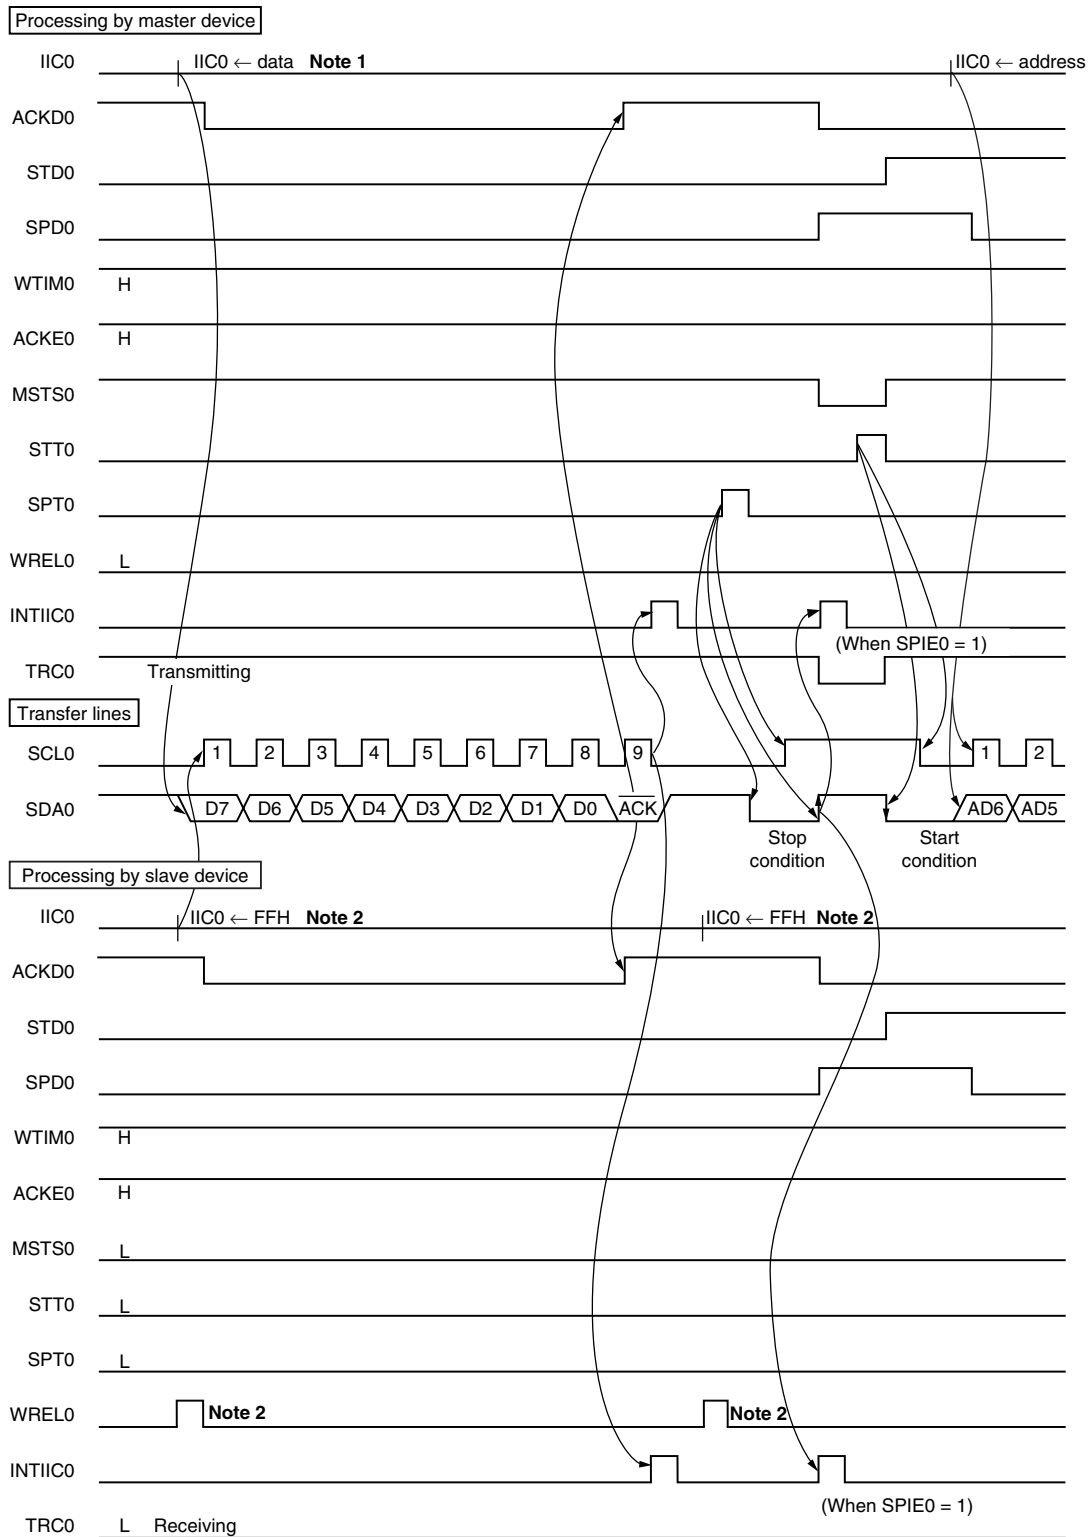 Processing by master device
IIC0 IIC0 ← data Note 1 IIC0 ← address
ACKD0
STD0
SPD0
WTIM0 H
ACKE0 H
MSTS0
STT0
SPT0
WREL0 L
INTIIC0
(When SPIE0 = 1)
TRC0 Transmitting
Transfer lines
SCL0 1 2 3 4 5 6 7 8 9 1 2
SDA0 D7 D6 D5 D4 D3 D2 D1 D0 ACK AD6 AD5
Stop condition
Start condition
Processing by slave device
IIC0 IIC0 ← FFH Note 2 IIC0 ← FFH Note 2
ACKD0
STD0
SPD0
WTIM0 H
ACKE0 H
MSTS0 L
STT0 L
SPT0 L
WREL0 Note 2 Note 2
INTIIC0
(When SPIE0 = 1)
TRC0 L Receiving